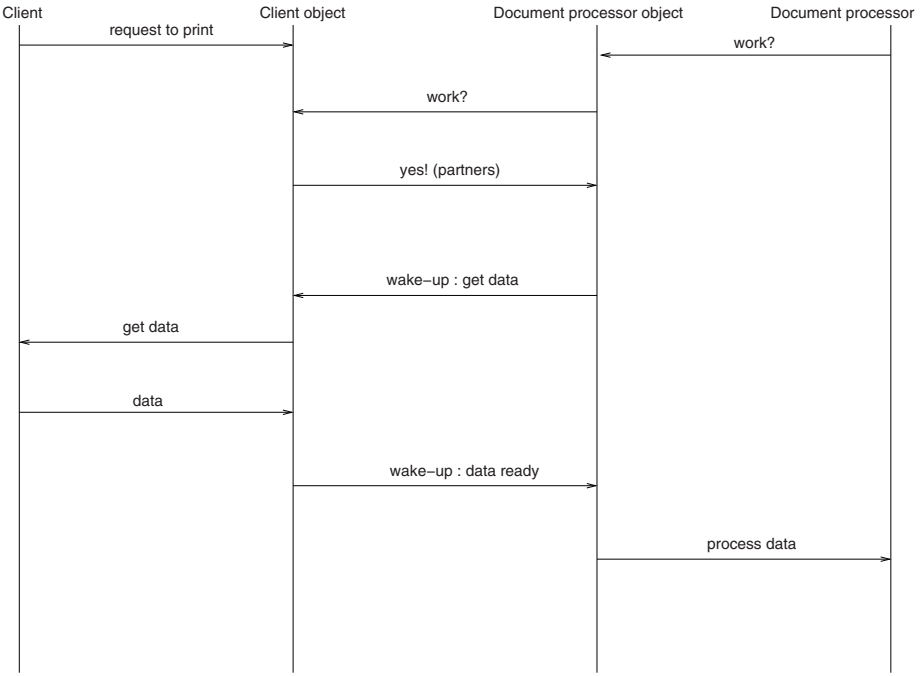 Client
Client object
Document processor object
Document processor
request to print
work?
work?
yes! (partners)
wake−up : get data
get data
data
wake−up : data ready
process data